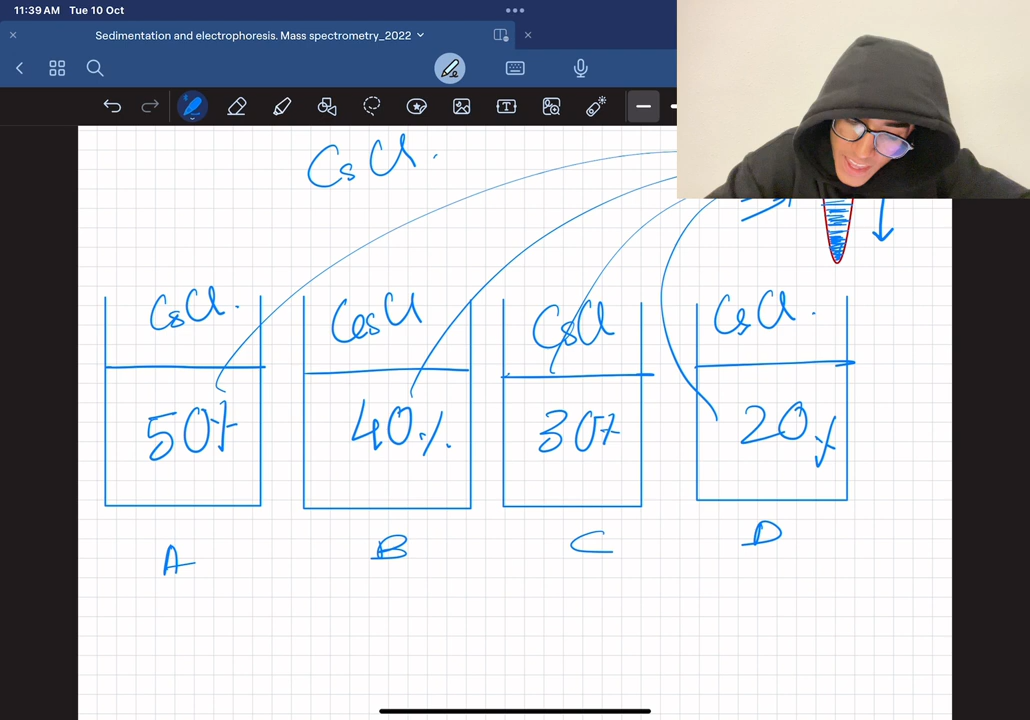 11:39 AM Tue 10 Oct
Sedimentation and electrophoresis. Mass spectrometry_2022
T
CsCl.
CsCl.
CesCl
CsCl
CsCl.
50%
40%.
30%
20%
A
B
C
D